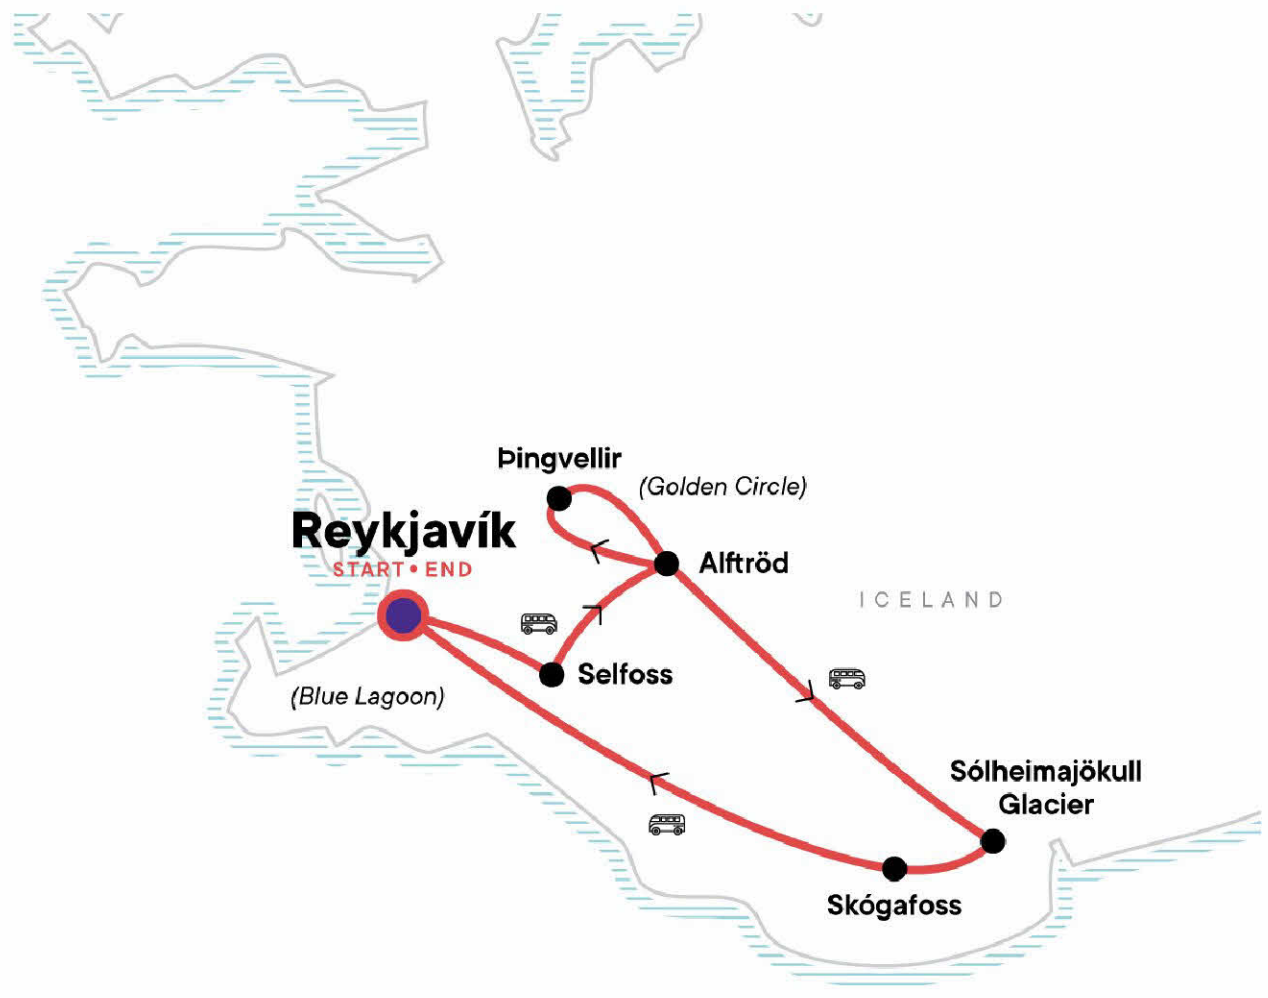 Þingvellir
(Golden Circle)
Reykjavík
START • END
Alftröd
ICELAND
Selfoss
(Blue Lagoon)
Sólheimajökull
Glacier
Skógafoss